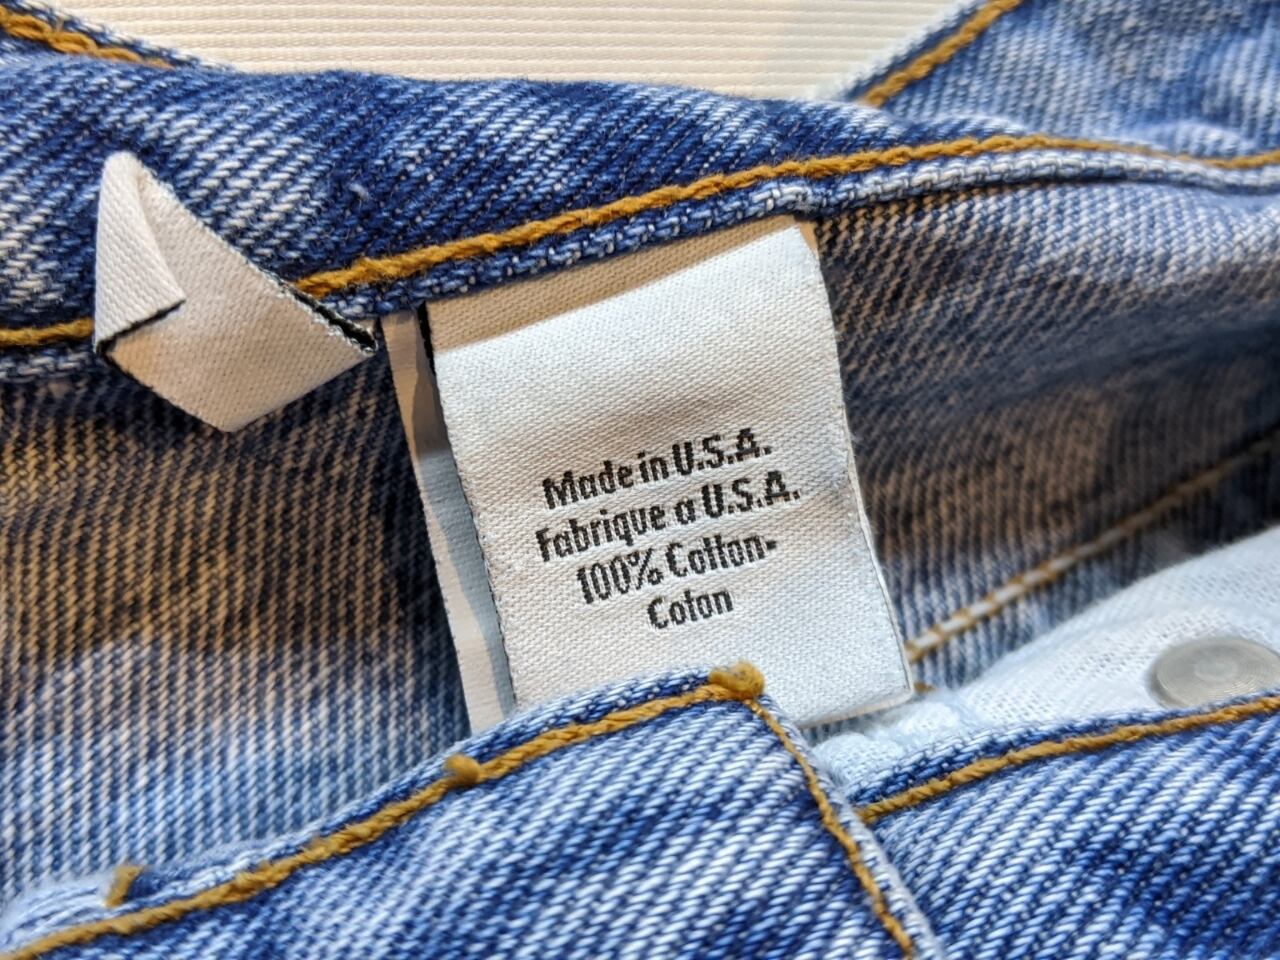 Made in U.S.A.
Fabrique a U.S.A.
100% Cotton-
Coton